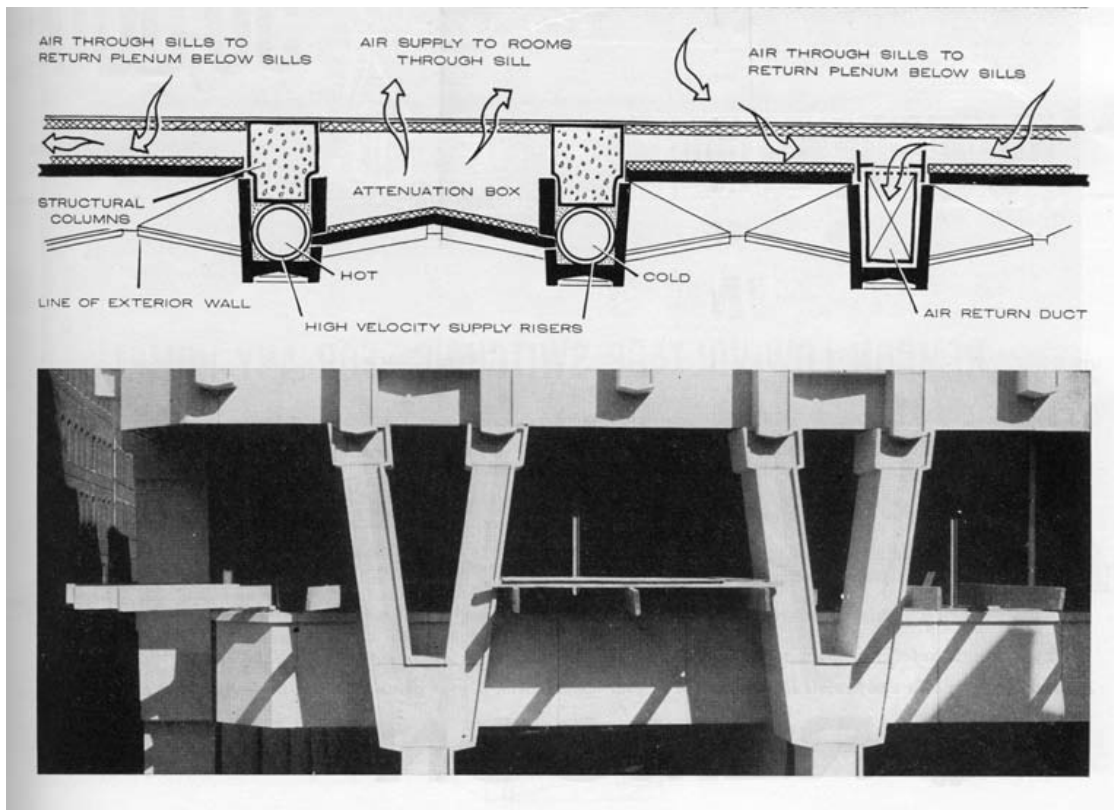 AIR THROUGH SILLS TO
RETURN PLENUM BELOW SILLS
AIR SUPPLY TO ROOMS
THROUGH SILL
AIR THROUGH SILLS TO
RETURN PLENUM BELOW SILLS
STRUCTURAL
COLUMNS
ATTENUATION BOX
HOT
COLD
LINE OF EXTERIOR WALL
HIGH VELOCITY SUPPLY RISERS
AIR RETURN DUCT